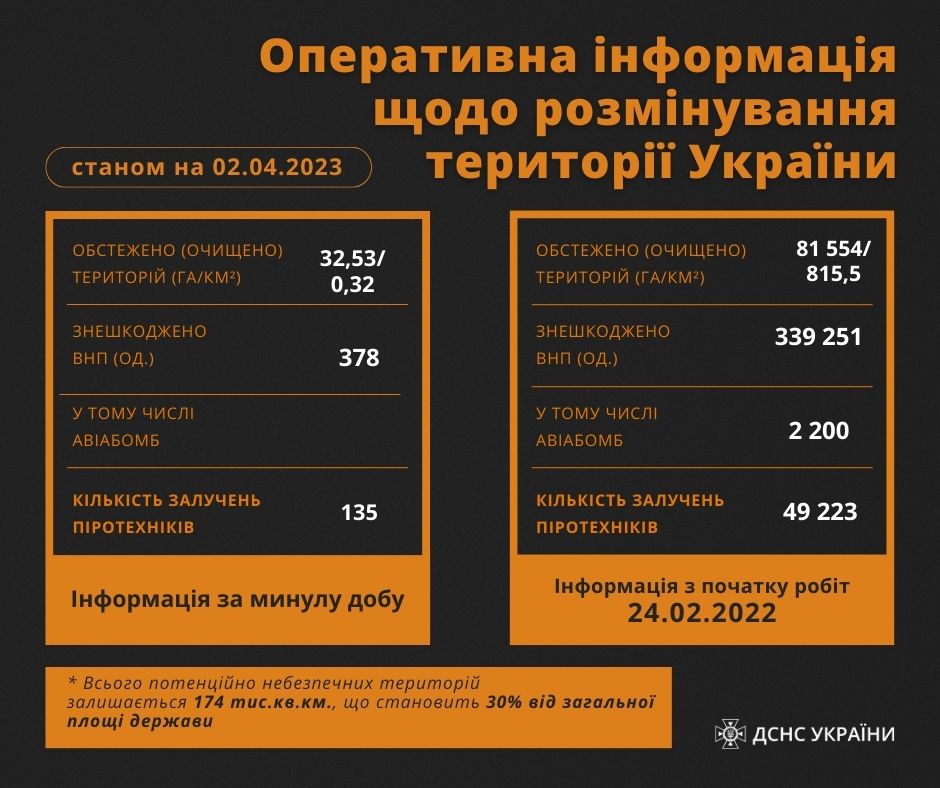 Оперативна інформація
щодо розмінування
території України
станом на 02.04.2023
ОБСТЕЖЕНО (ОЧИЩЕНО)
ТЕРИТОРІЙ (ГА/КМ²)
32,53/
0,32
ЗНЕШКОДЖЕНО
ВНП (ОД.)
378
У ТОМУ ЧИСЛІ
АВІАБОМБ
КІЛЬКІСТЬ ЗАЛУЧЕНЬ
ПІРОТЕХНІКІВ
135
Інформація за минулу добу
ОБСТЕЖЕНО (ОЧИЩЕНО)
ТЕРИТОРІЙ (ГА/КМ²)
81 554/
815,5
ЗНЕШКОДЖЕНО
ВНП (ОД.)
339 251
У ТОМУ ЧИСЛІ
АВІАБОМБ
2 200
КІЛЬКІСТЬ ЗАЛУЧЕНЬ
ПІРОТЕХНІКІВ
49 223
Інформація з початку робіт
24.02.2022
* Всього потенційно небезпечних територій
залишається 174 тис.кв.км., що становить 30% від загальної
площі держави
ДСНС УКРАЇНИ